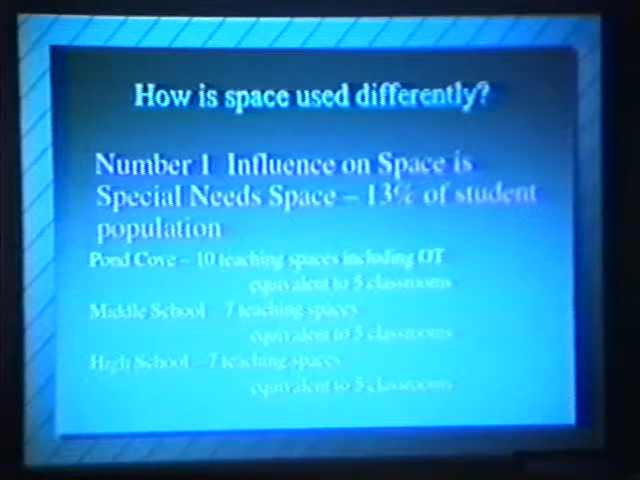 How is space used differently?
Number 1 Influence on Space is
Special Needs Space – 13% of student
population
Pond Cove – 10 teaching spaces including OT
equivalent to 5 classrooms
Middle School – 7 teaching spaces
equivalent to 5 classrooms
High School – 7 teaching spaces
equivalent to 5 classrooms